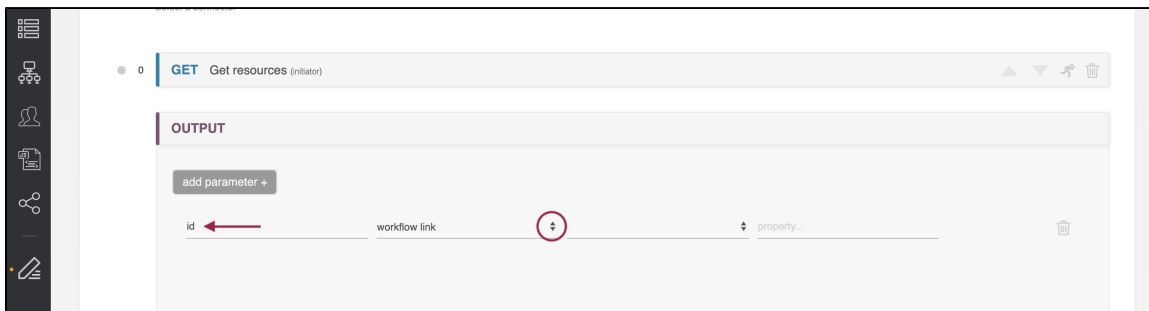 0 GET Get resources (initiator)
OUTPUT
add parameter +
id workflow link property...